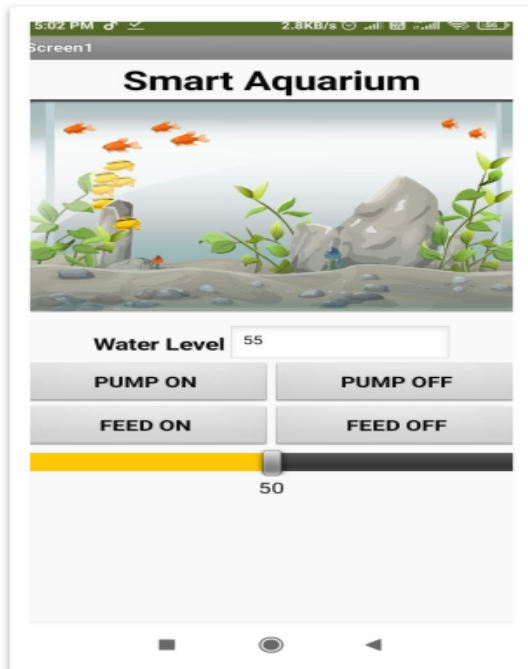 5:02 PM 2.8KB/s 56
Screen1
Smart Aquarium
Water Level 55
PUMP ON PUMP OFF
FEED ON FEED OFF
50